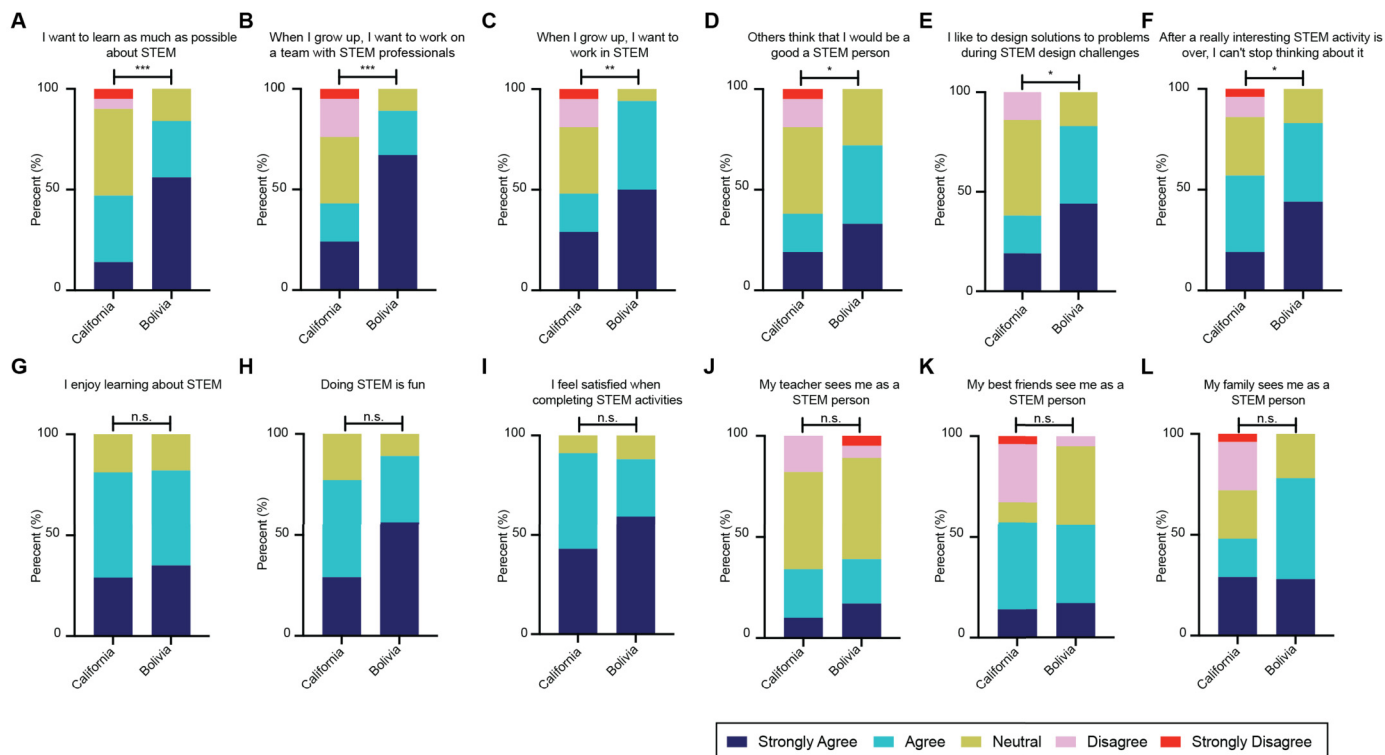 A
I want to learn as much as possible
about STEM
***
Perecent (%)
100
50
0
California
Bolivia
B
When I grow up, I want to work on
a team with STEM professionals
***
Perecent (%)
100
50
0
California
Bolivia
C
When I grow up, I want to
work in STEM
**
Perecent (%)
100
50
0
California
Bolivia
D
Others think that I would be a
good a STEM person
*
Perecent (%)
100
50
0
California
Bolivia
E
I like to design solutions to problems
during STEM design challenges
*
Perecent (%)
100
50
0
California
Bolivia
F
After a really interesting STEM activity is
over, I can't stop thinking about it
*
Perecent (%)
100
50
0
California
Bolivia
G
I enjoy learning about STEM
n.s.
Perecent (%)
100
50
0
California
Bolivia
H
Doing STEM is fun
n.s.
Perecent (%)
100
50
0
California
Bolivia
I
I feel satisfied when
completing STEM activities
n.s.
Perecent (%)
100
50
0
California
Bolivia
J
My teacher sees me as a
STEM person
n.s.
Perecent (%)
100
50
0
California
Bolivia
K
My best friends see me as a
STEM person
n.s.
Perecent (%)
100
50
0
California
Bolivia
L
My family sees me as a
STEM person
n.s.
Perecent (%)
100
50
0
California
Bolivia
Strongly Agree Agree Neutral Disagree Strongly Disagree